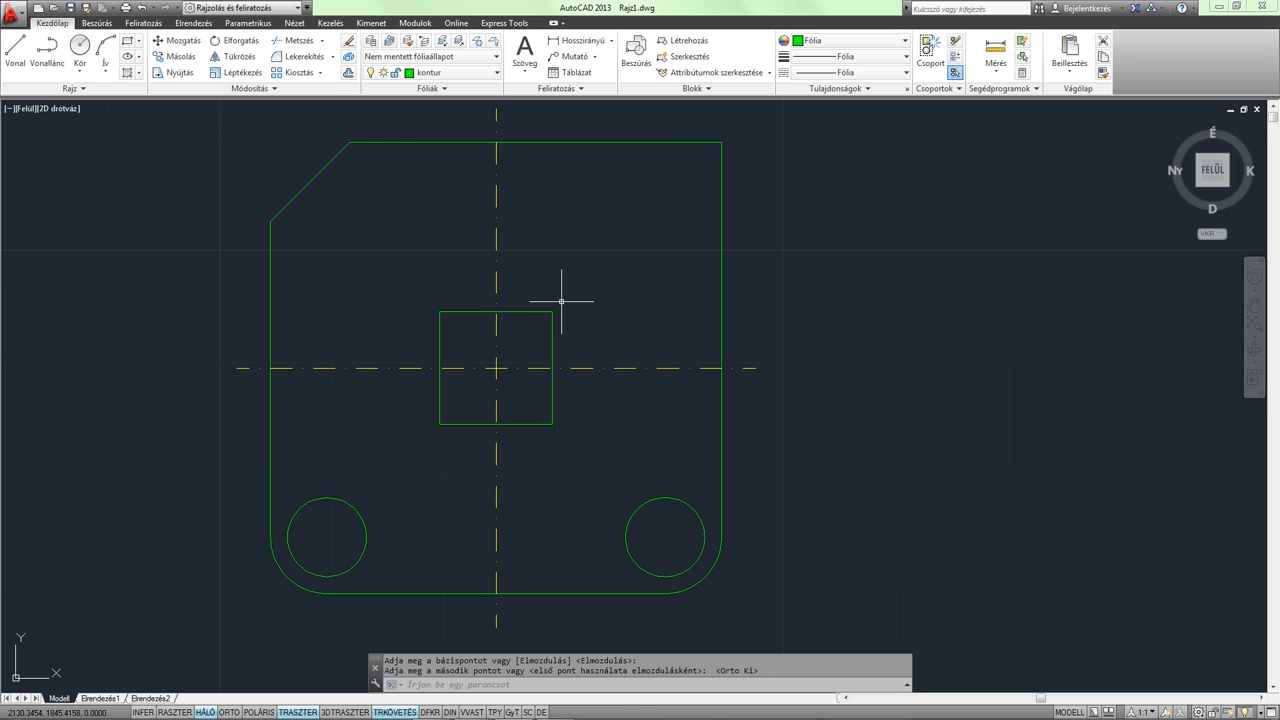 Rajzolás és feliratozás
AutoCAD 2013 Rajz1.dwg
Kulcsszó vagy kifejezés
Bejelentkezés
Kezdőlap Beszúrás Feliratozás Elrendezés Parametrikus Nézet Kezelés Kimenet Modulok Online Express Tools
Vonal Vonallánc Kör Ív
Mozgatás Elforgatás Metszés
Másolás Tükrözés Lekerekítés
Nyújtás Léptékezés Kiosztás
Nem mentett fóliaállapot
kontur
Szöveg
Hosszirányú
Mutató
Táblázat
Beszúrás
Létrehozás
Szerkesztés
Attribútumok szerkesztése
Fólia
Fólia
Fólia
Csoport
Mérés
Beillesztés
Rajz Módosítás Fóliák Feliratozás Blokk Tulajdonságok Csoportok Segédprogramok Vágólap
[−][Felül][2D drótváz]
É
Ny FELÜL K
D
VKR
Y
X
Adja meg a bázispontot vagy [Elmozdulás] <Elmozdulás>:
Adja meg a második pontot vagy <első pont használata elmozdulásként>: <Orto Ki>
Írjon be egy parancsot
Modell Elrendezés1 Elrendezés2
2130.3454, 1845.4158, 0.0000 INFER RASZTER HÁLÓ ORTO POLÁRIS TRASZTER 3DTRASZTER TRKÖVETÉS DFKR DIN VVAST TPY GyT SC DE MODELL 1:1